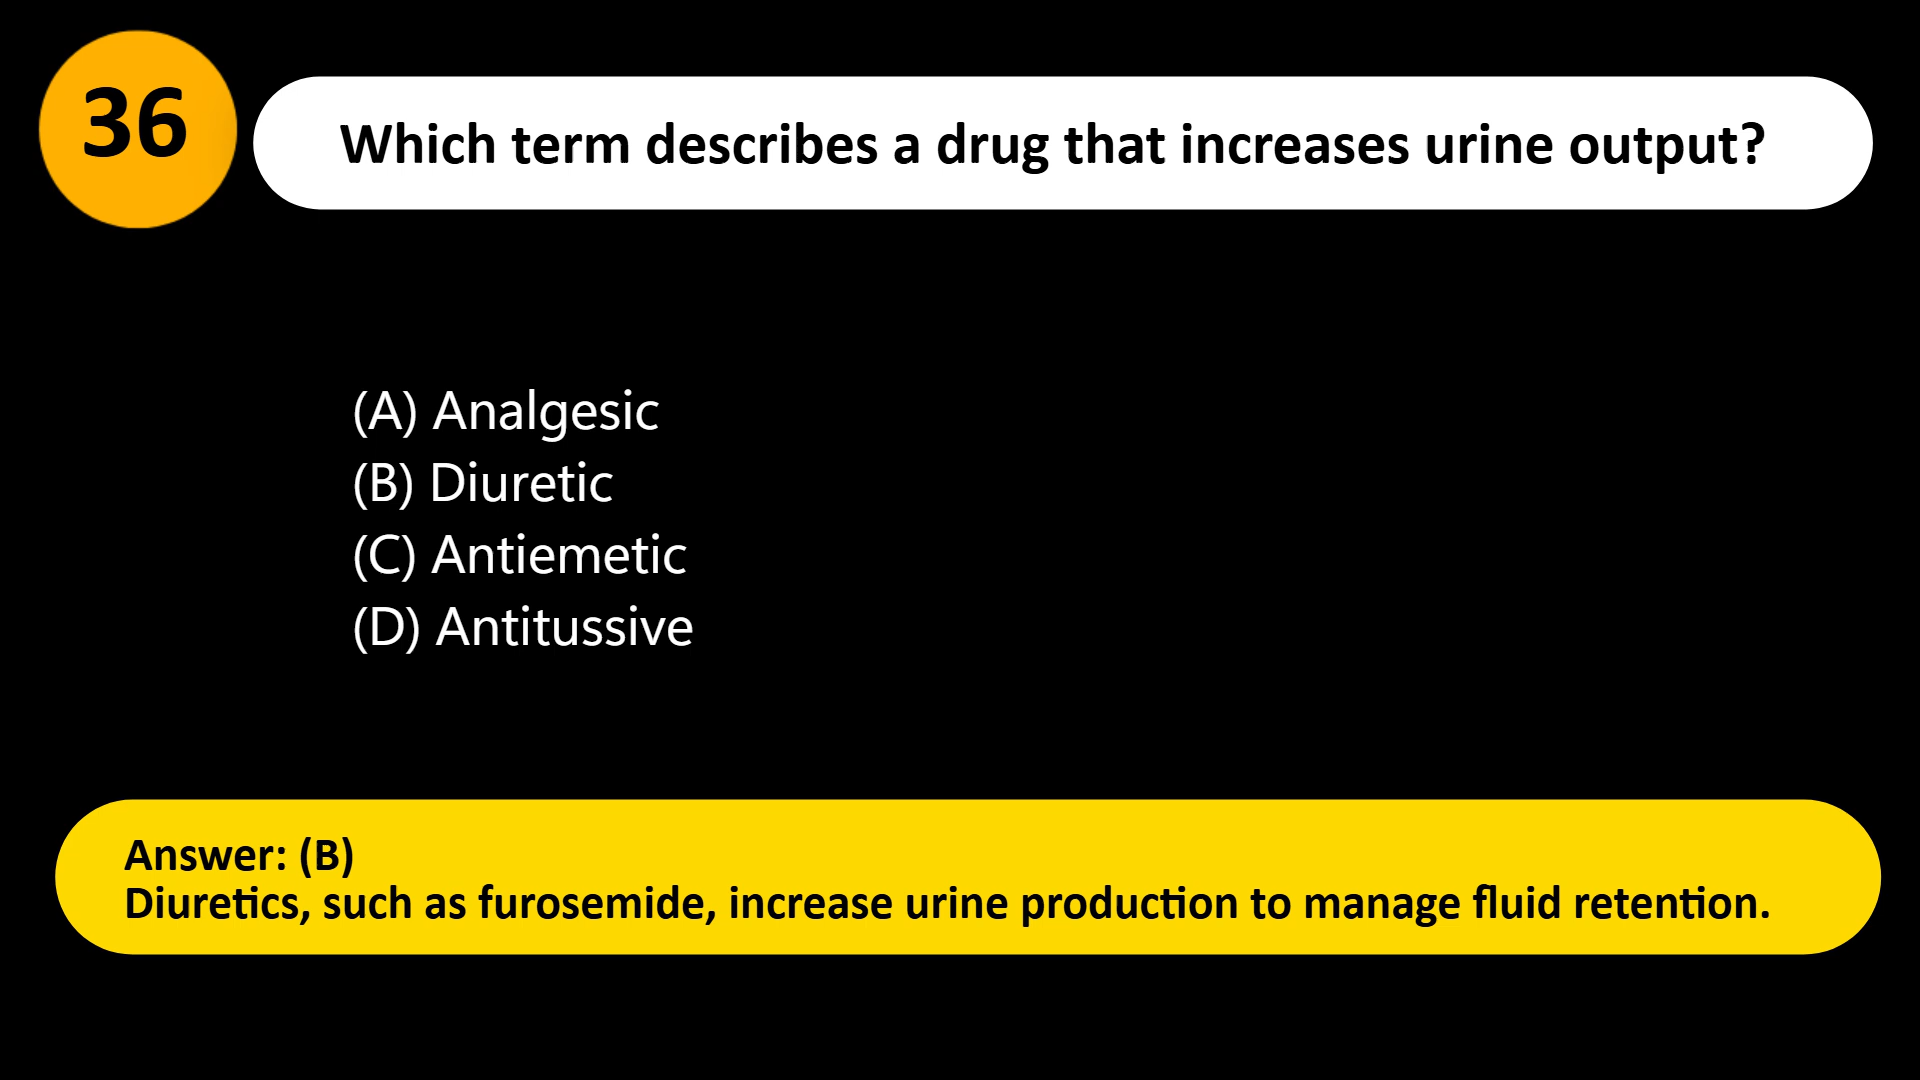 36
Which term describes a drug that increases urine output?
(A) Analgesic
(B) Diuretic
(C) Antiemetic
(D) Antitussive
Answer: (B)
Diuretics, such as furosemide, increase urine production to manage fluid retention.